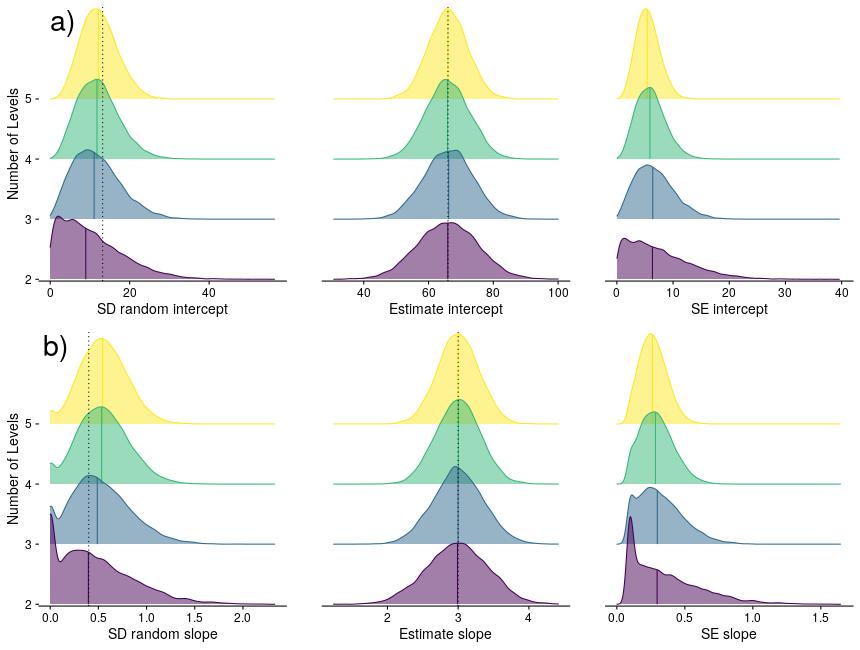 a)
Number of Levels
5
4
3
2
0 20 40
SD random intercept
40 60 80 100
Estimate intercept
0 10 20 30 40
SE intercept
b)
Number of Levels
5
4
3
2
0.0 0.5 1.0 1.5 2.0
SD random slope
2 3 4
Estimate slope
0.0 0.5 1.0 1.5
SE slope